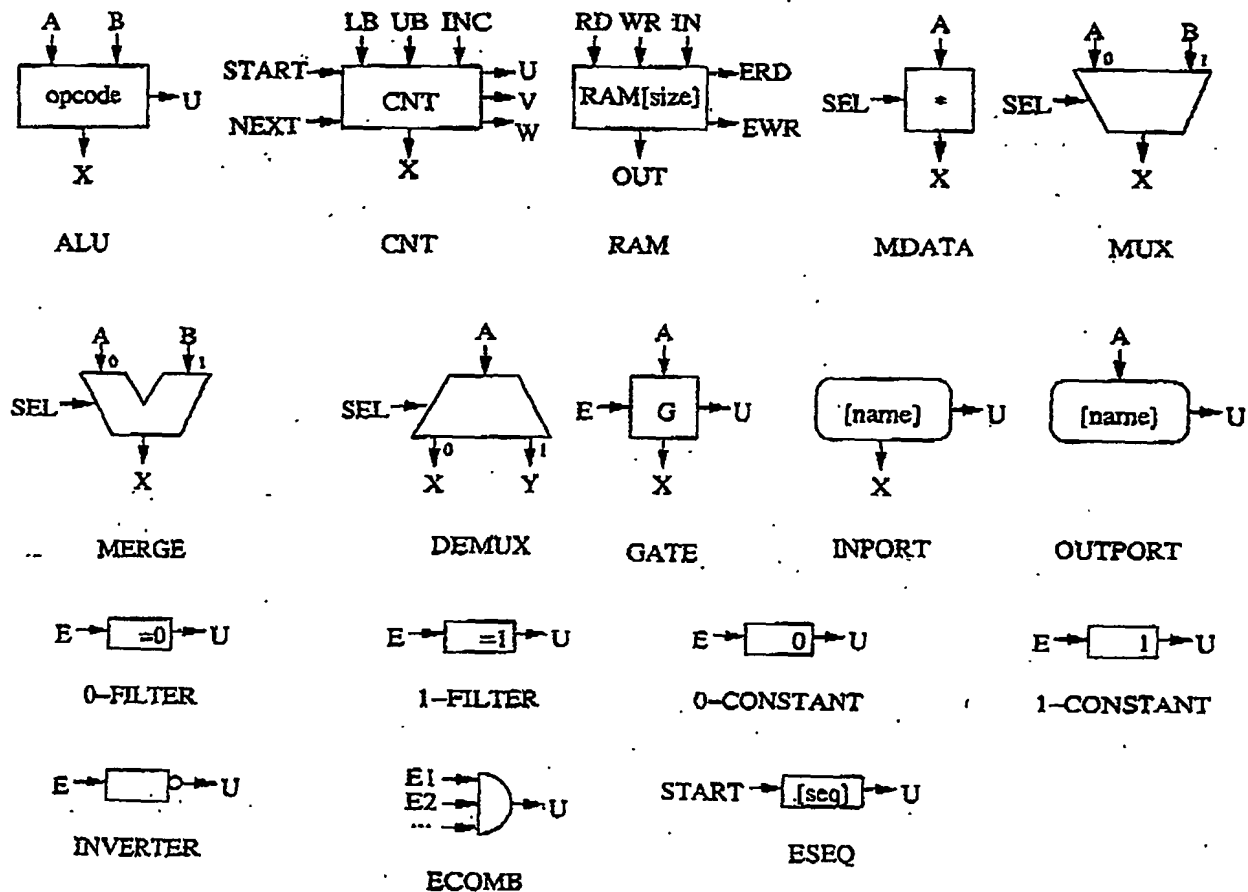 A B LB UB INC RD WR IN A A B
0 1
START U ERD
opcode U CNT V RAM[size] SEL * SEL
NEXT W EWR
X X OUT X X
ALU CNT RAM MDATA MUX
A B A A A
0 1
SEL SEL E G U [name] U [name] U
0 1
X X Y X X
MERGE DEMUX GATE INPORT OUTPORT
E =0 U E =1 U E 0 U E 1 U
0-FILTER 1-FILTER 0-CONSTANT 1-CONSTANT
E U E1 E2 ... U START [seq] U
INVERTER ECOMB ESEQ